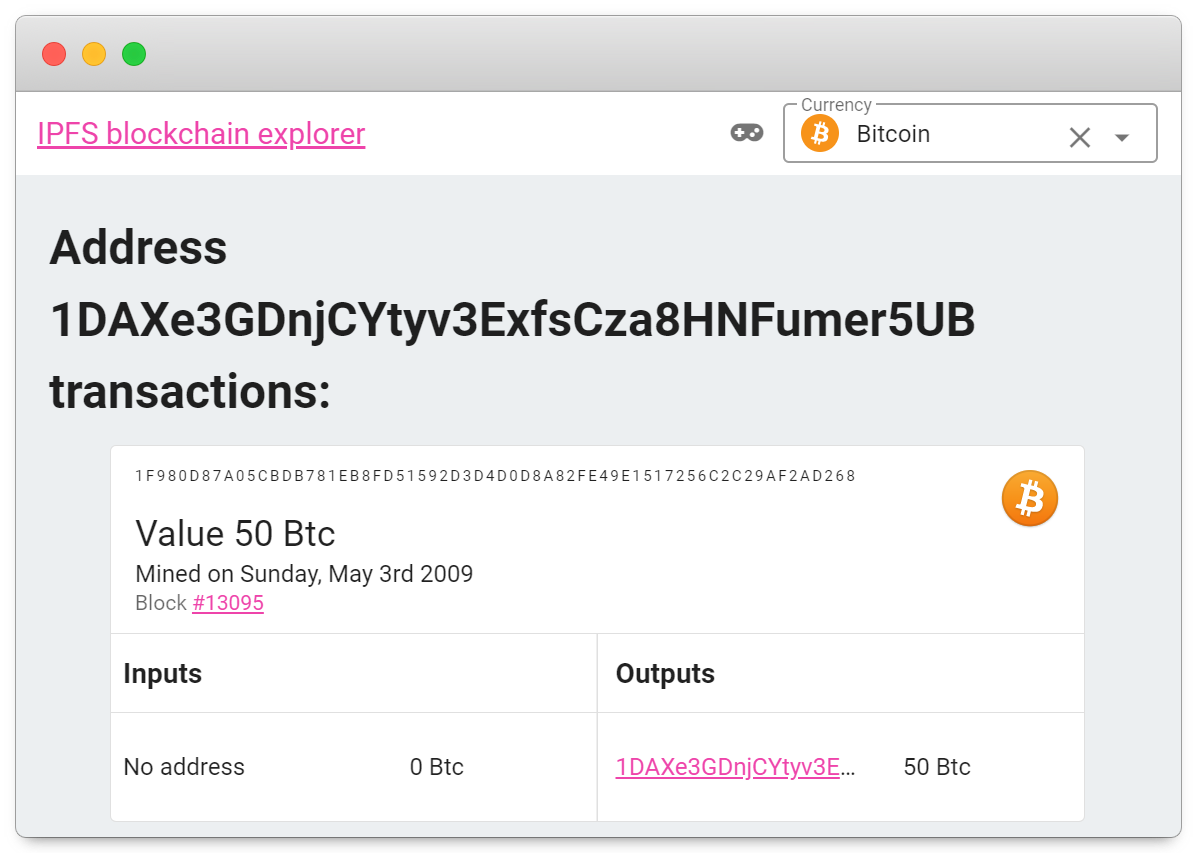 IPFS blockchain explorer
Currency
Bitcoin
Address
1DAXe3GDnjCYtyv3ExfsCza8HNFumer5UB
transactions:
1F980D87A05CBDB781EB8FD51592D3D4D0D8A82FE49E1517256C2C29AF2AD268
Value 50 Btc
Mined on Sunday, May 3rd 2009
Block #13095
Inputs
Outputs
No address
0 Btc
1DAXe3GDnjCYtyv3E...
50 Btc